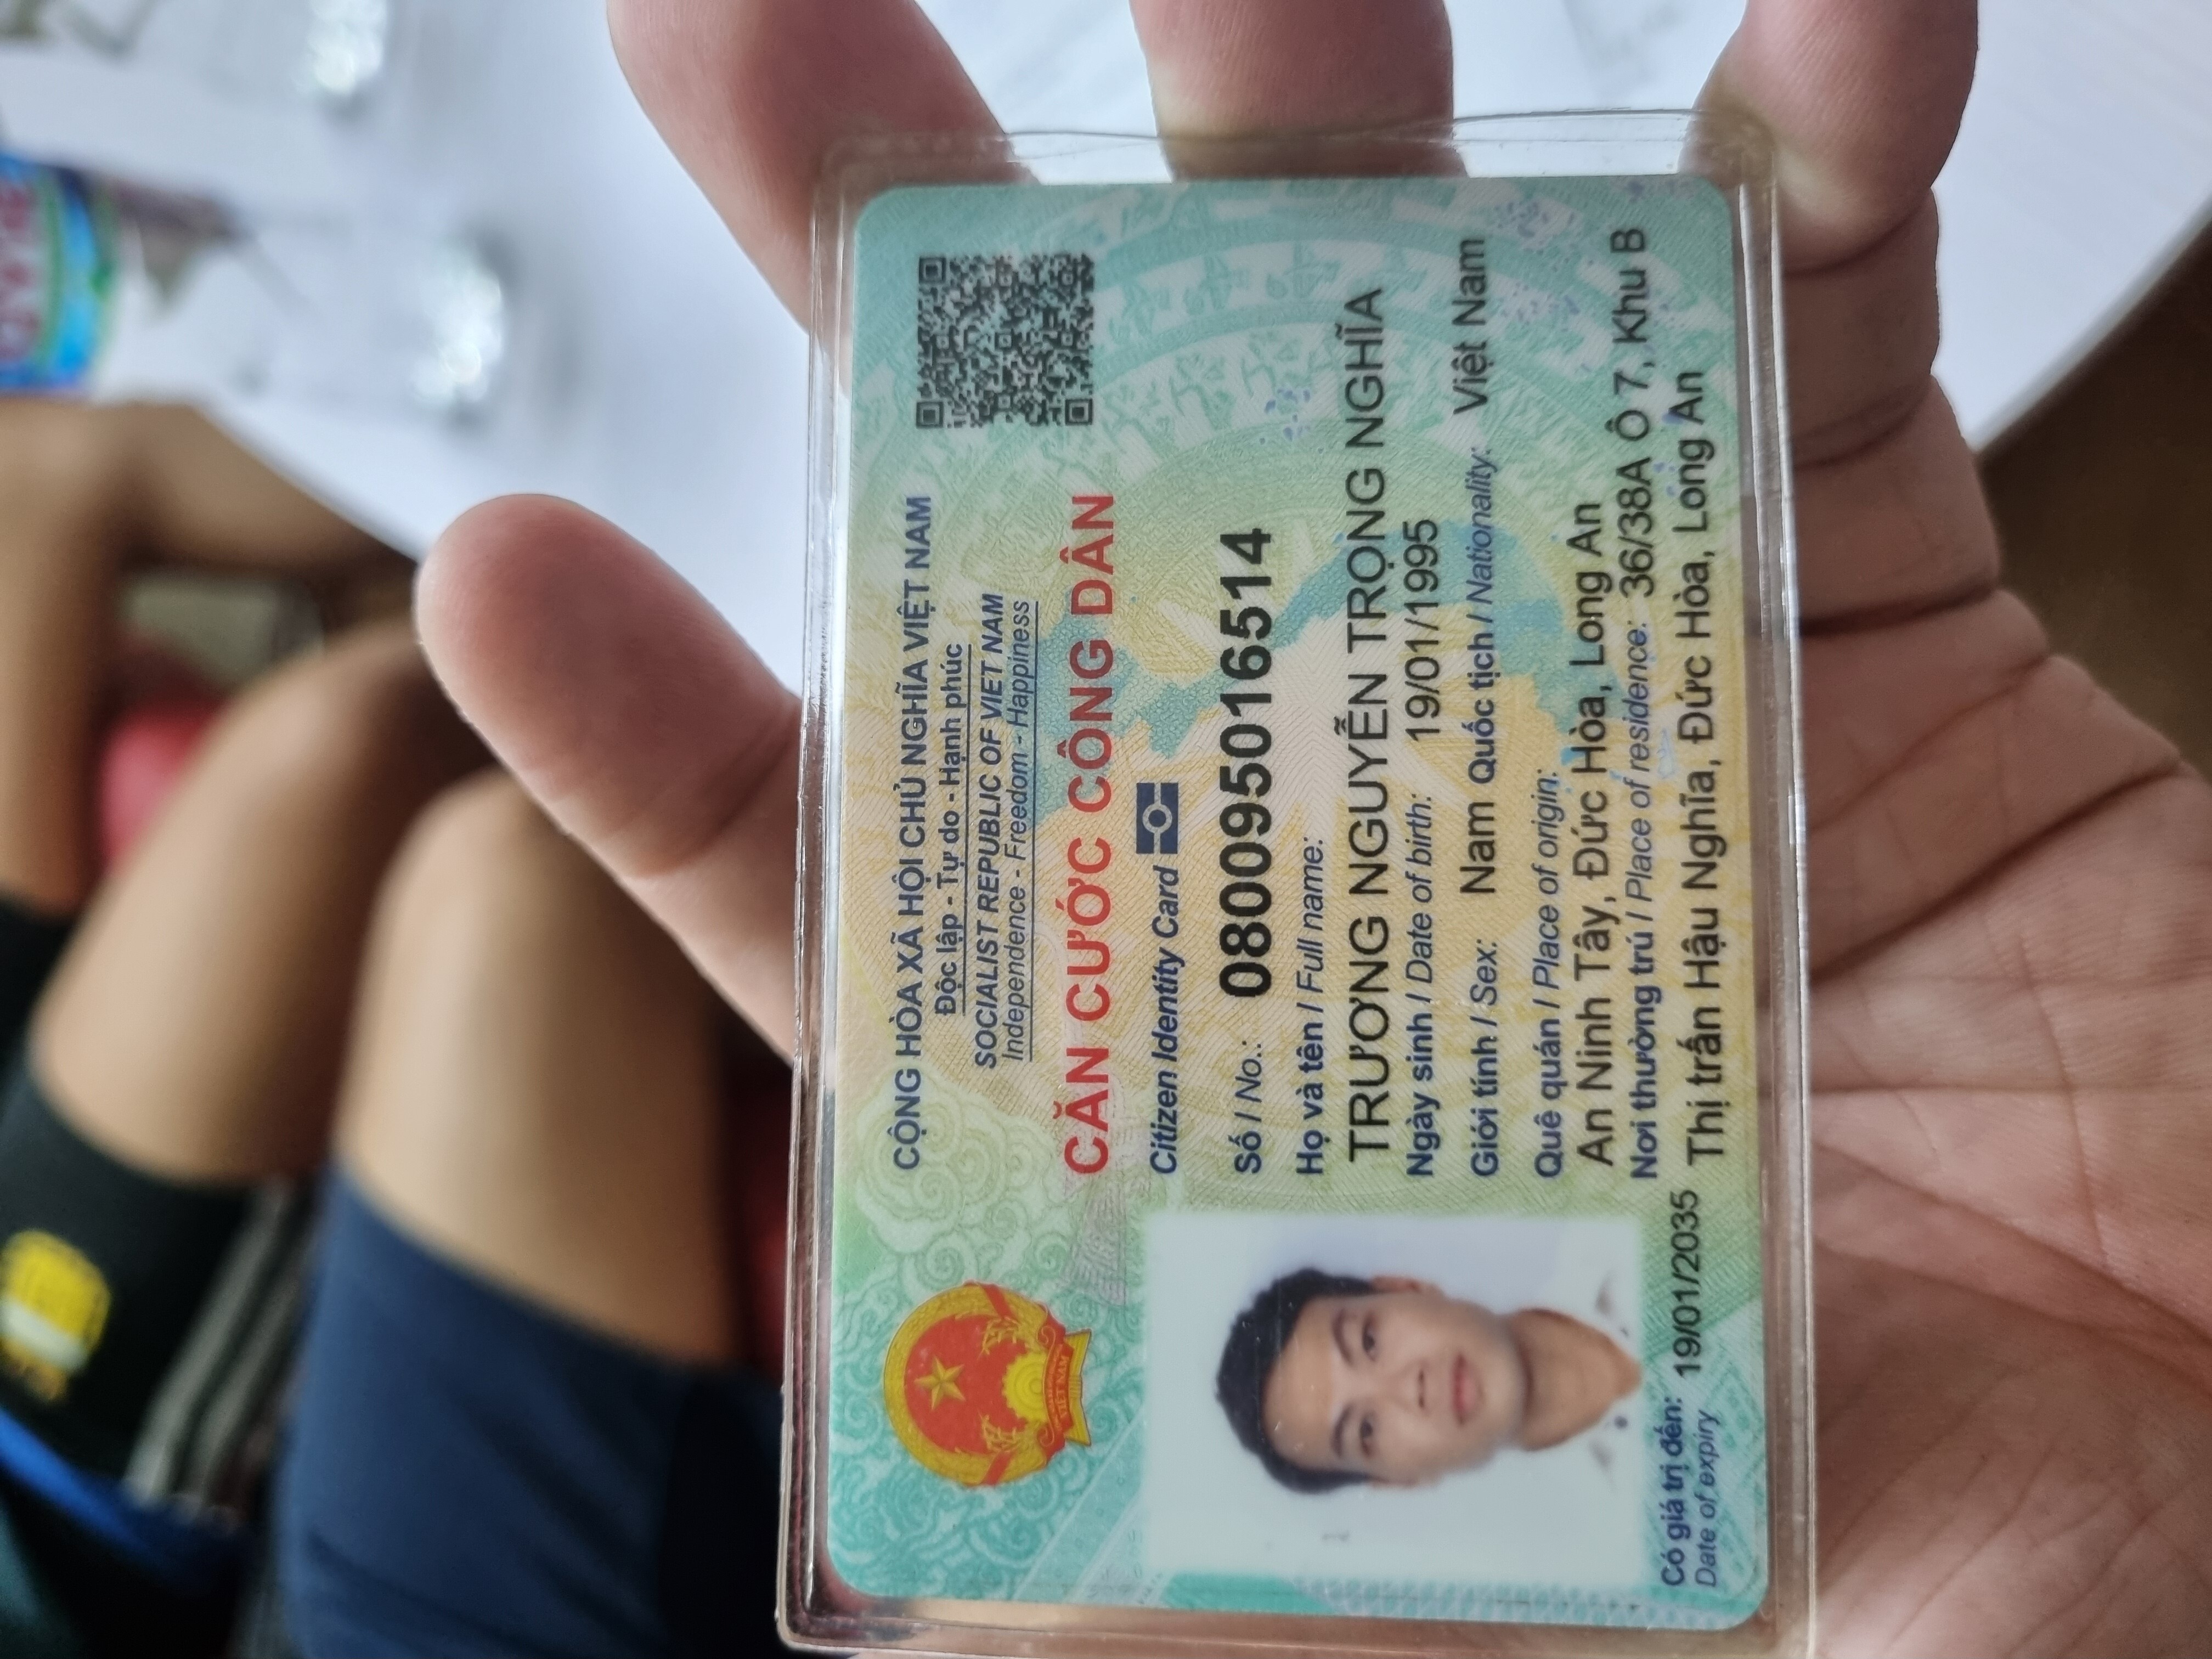 CỘNG HÒA XÃ HỘI CHỦ NGHĨA VIỆT NAM
Độc lập - Tự do - Hạnh phúc
SOCIALIST REPUBLIC OF VIET NAM
Independence - Freedom - Happiness
CĂN CƯỚC CÔNG DÂN
Citizen Identity Card
Số / No.: 080095016514
Họ và tên / Full name:
TRƯƠNG NGUYỄN TRỌNG NGHĨA
Ngày sinh / Date of birth: 19/01/1995
Giới tính / Sex: Nam Quốc tịch / Nationality: Việt Nam
Quê quán / Place of origin:
An Ninh Tây, Đức Hòa, Long An
Nơi thường trú / Place of residence: 36/38A Ô 7, Khu B
Thị trấn Hậu Nghĩa, Đức Hòa, Long An
Có giá trị đến: 19/01/2035
Date of expiry